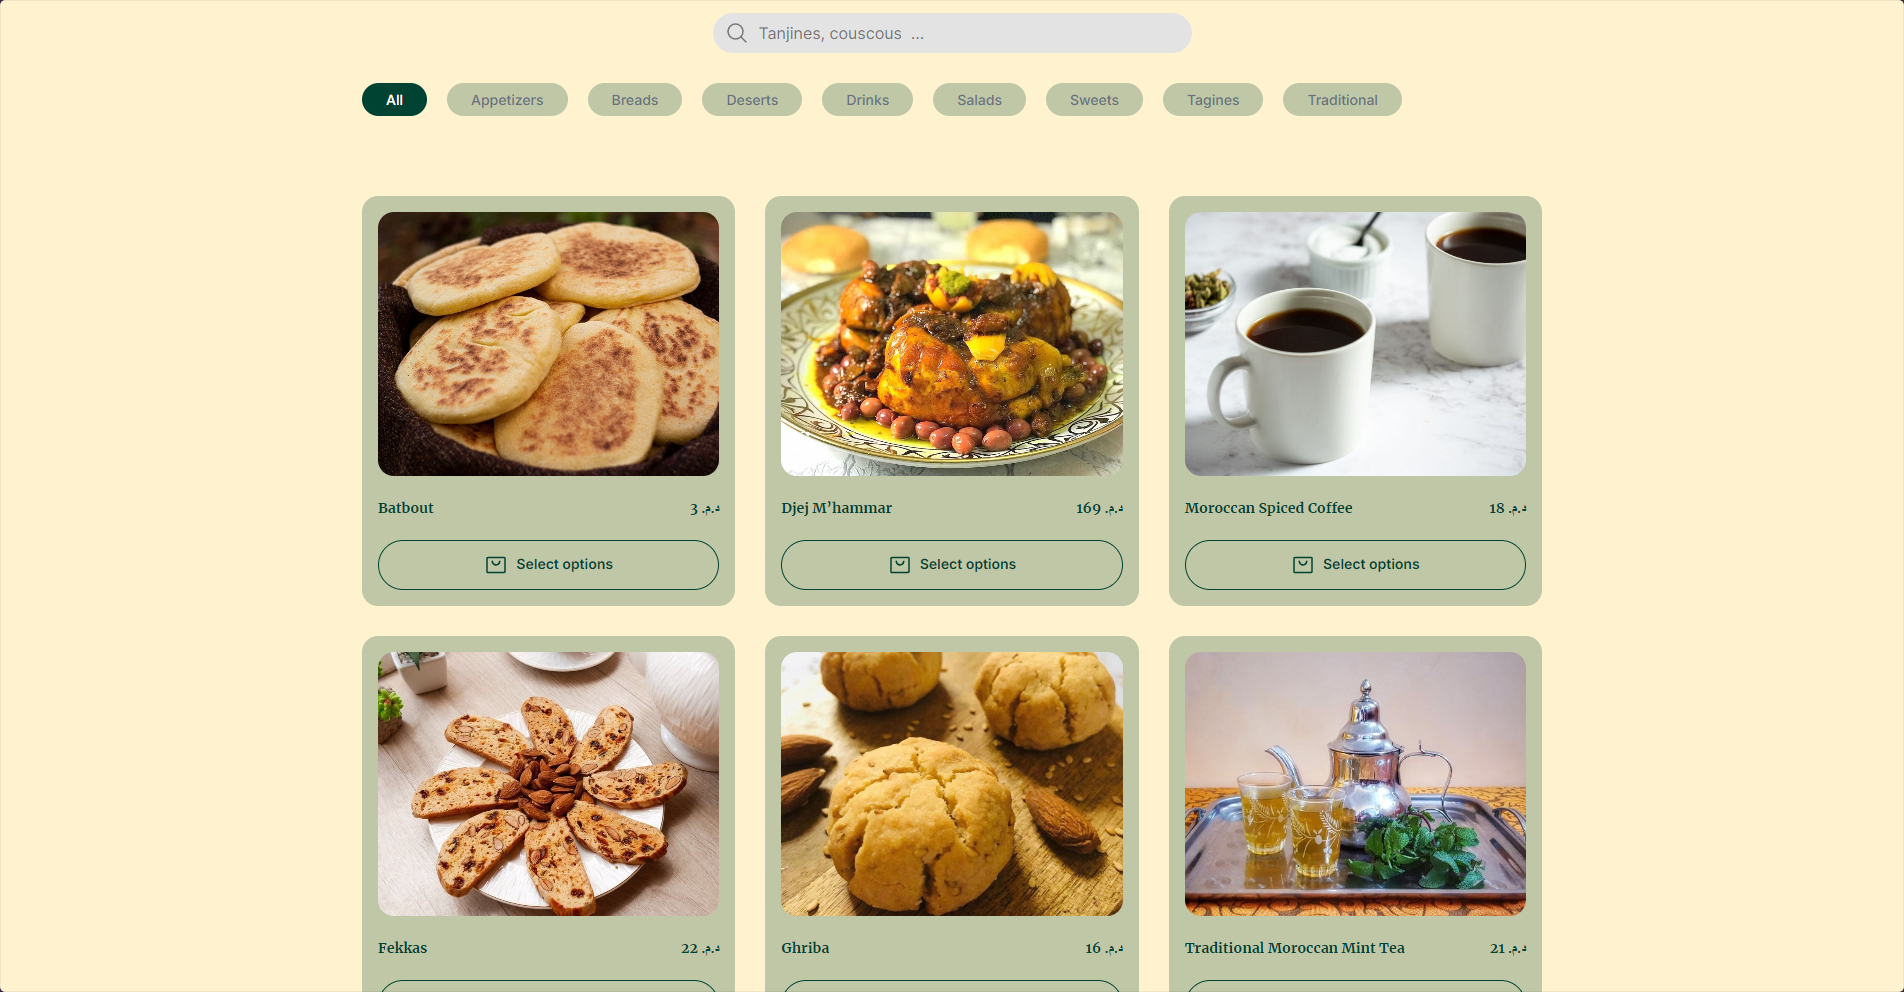 Tanjines, couscous ...
All
Appetizers
Breads
Deserts
Drinks
Salads
Sweets
Tagines
Traditional
Batbout
3 د.م.
Djej M’hammar
169 د.م.
Moroccan Spiced Coffee
18 د.م.
Select options
Select options
Select options
Fekkas
22 د.م.
Ghriba
16 د.م.
Traditional Moroccan Mint Tea
21 د.م.